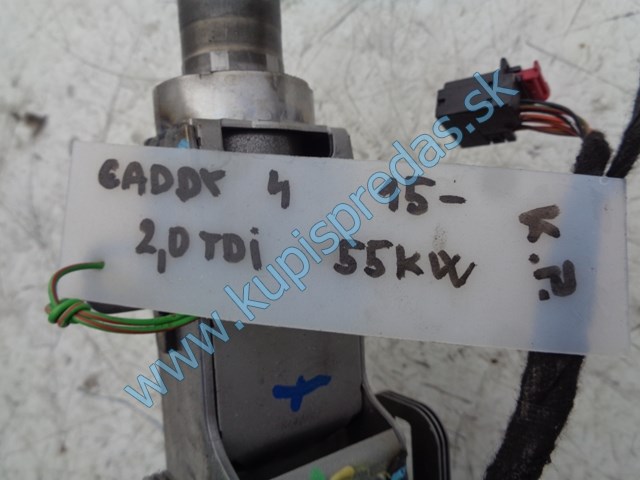 CADDY 4 15-
2,0 TDi 55KW
www.kupispredas.sk